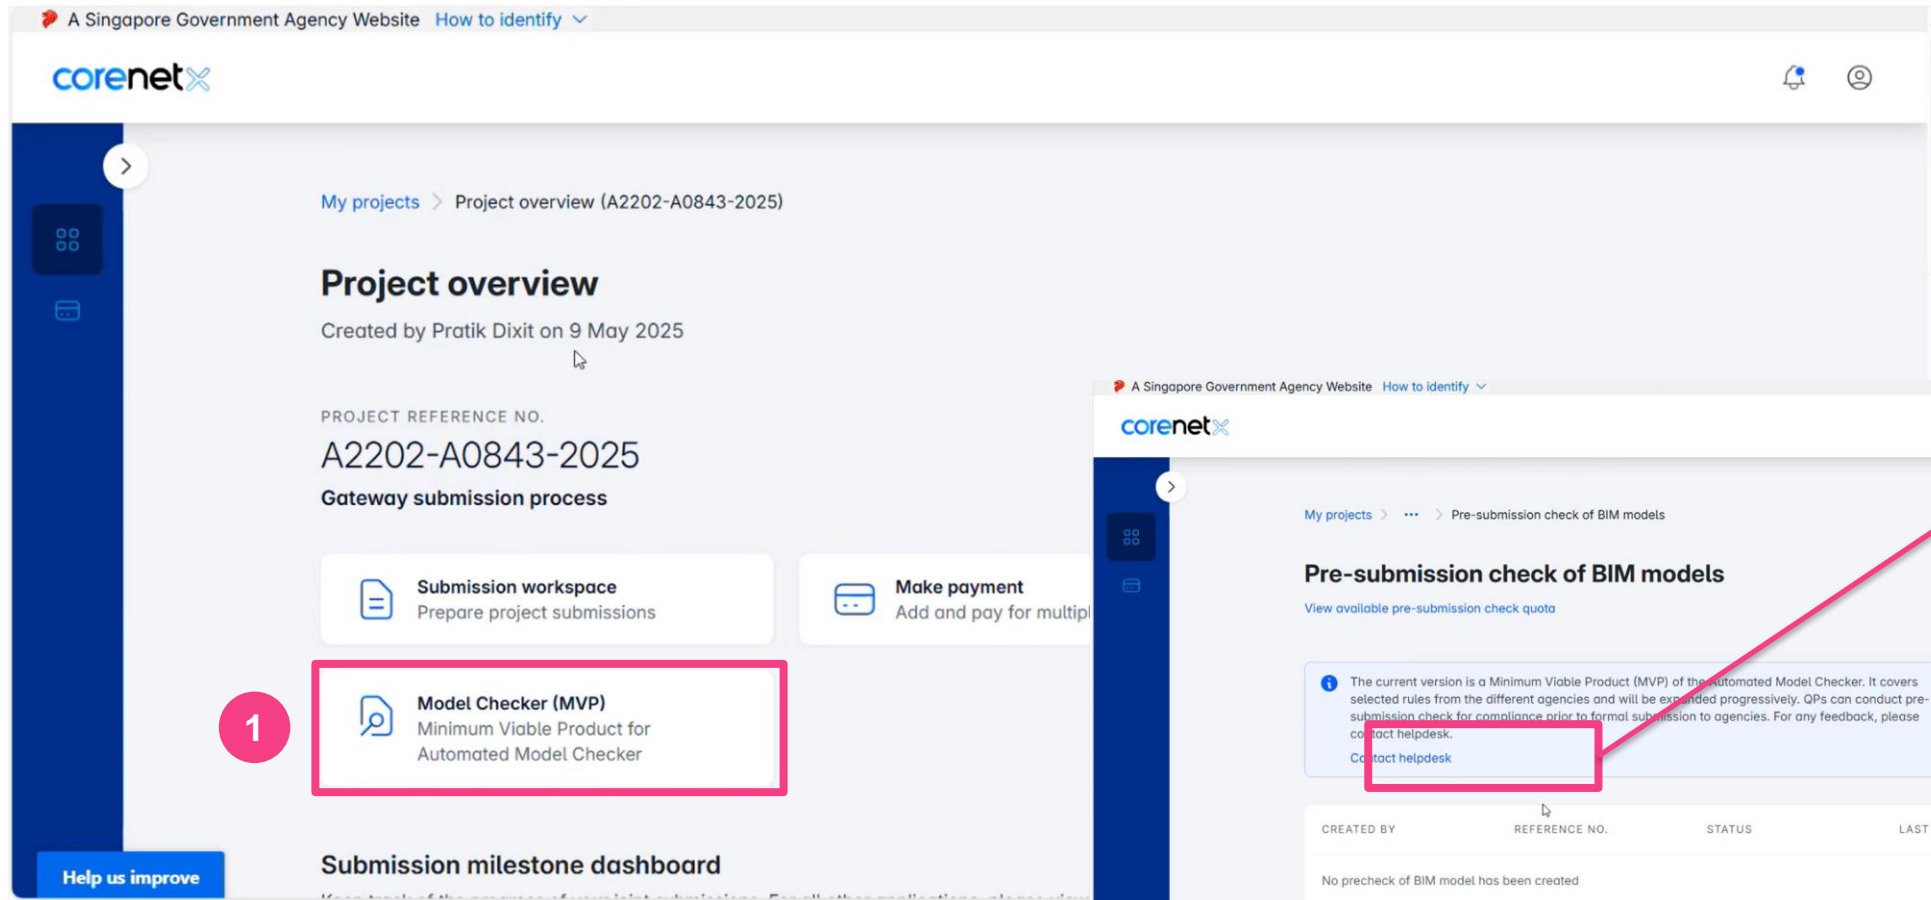 A Singapore Government Agency Website How to identify
corenetx
My projects > Project overview (A2202-A0843-2025)
Project overview
Created by Pratik Dixit on 9 May 2025
PROJECT REFERENCE NO.
A2202-A0843-2025
Gateway submission process
Submission workspace
Prepare project submissions
Make payment
Add and pay for multipl
1
Model Checker (MVP)
Minimum Viable Product for
Automated Model Checker
Submission milestone dashboard
Help us improve
A Singapore Government Agency Website How to identify
corenetx
My projects > ... > Pre-submission check of BIM models
Pre-submission check of BIM models
View available pre-submission check quota
The current version is a Minimum Viable Product (MVP) of the Automated Model Checker. It covers
selected rules from the different agencies and will be expanded progressively. QPs can conduct pre-
submission check for compliance prior to formal submission to agencies. For any feedback, please
contact helpdesk.
Contact helpdesk
CREATED BY REFERENCE NO. STATUS LAST
No precheck of BIM model has been created